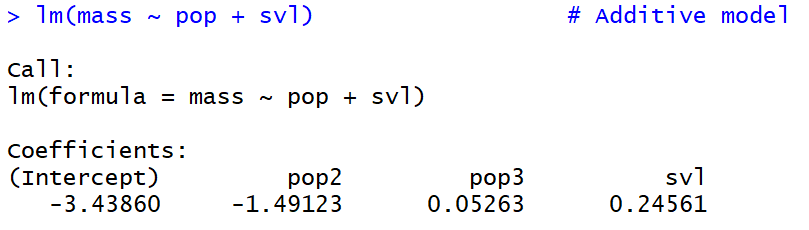 > lm(mass ~ pop + svl)                 # Additive model
Call:
lm(formula = mass ~ pop + svl)
Coefficients:
(Intercept)         pop2         pop3          svl
   -3.43860     -1.49123      0.05263      0.24561